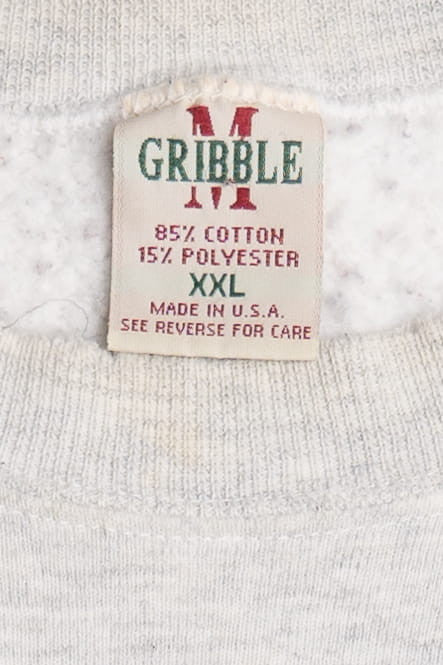 M
GRIBBLE
85% COTTON
15% POLYESTER
XXL
MADE IN U.S.A.
SEE REVERSE FOR CARE